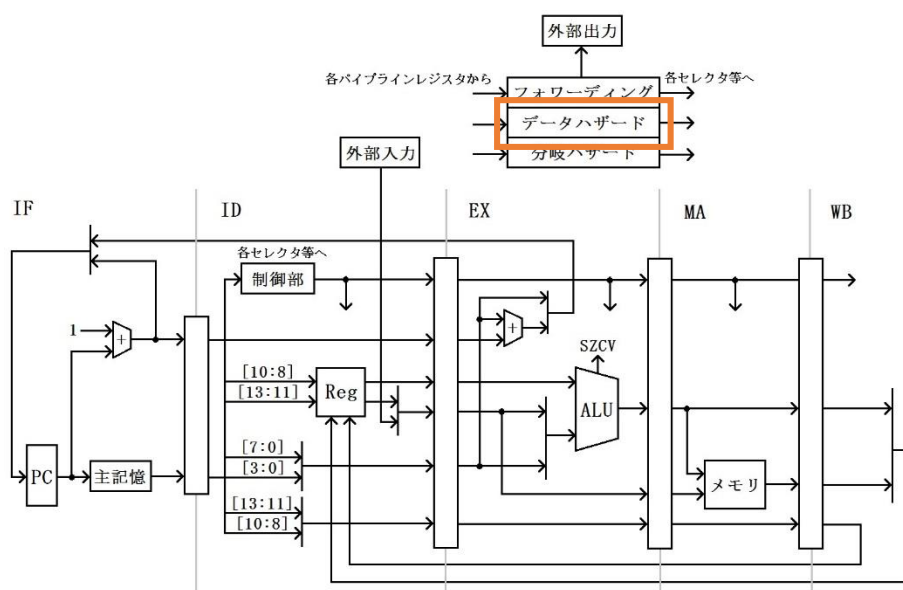 外部出力
各パイプラインレジスタから
各セレクタ等へ
フォワーディング
データハザード
分岐ハザード
外部入力
IF
ID
EX
MA
WB
各セレクタ等へ
制御部
1
+
+
SZCV
[10:8]
[13:11]
Reg
ALU
[7:0]
[3:0]
PC
主記憶
メモリ
[13:11]
[10:8]